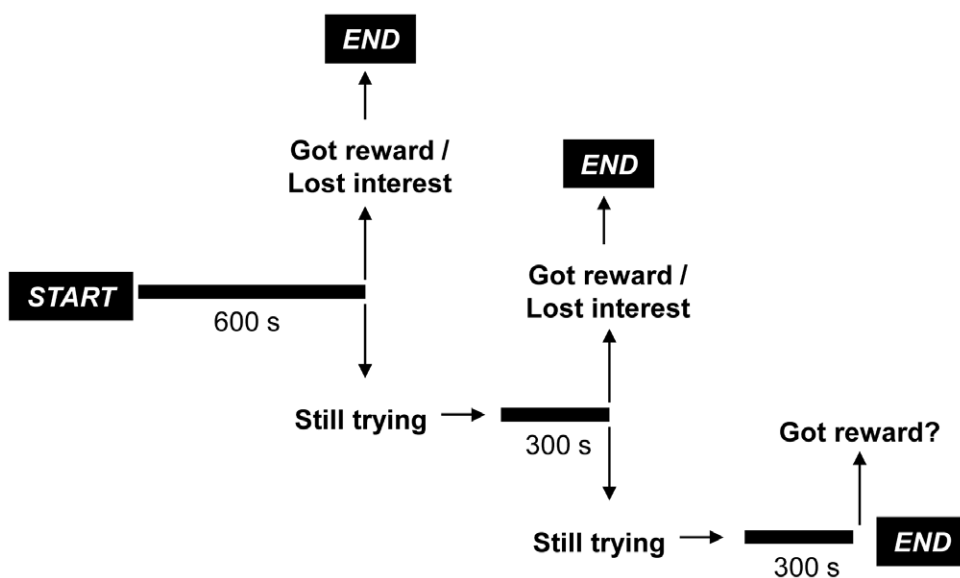 END
Got reward /
Lost interest
END
START
600 s
Got reward /
Lost interest
Still trying
300 s
Got reward?
Still trying
300 s
END